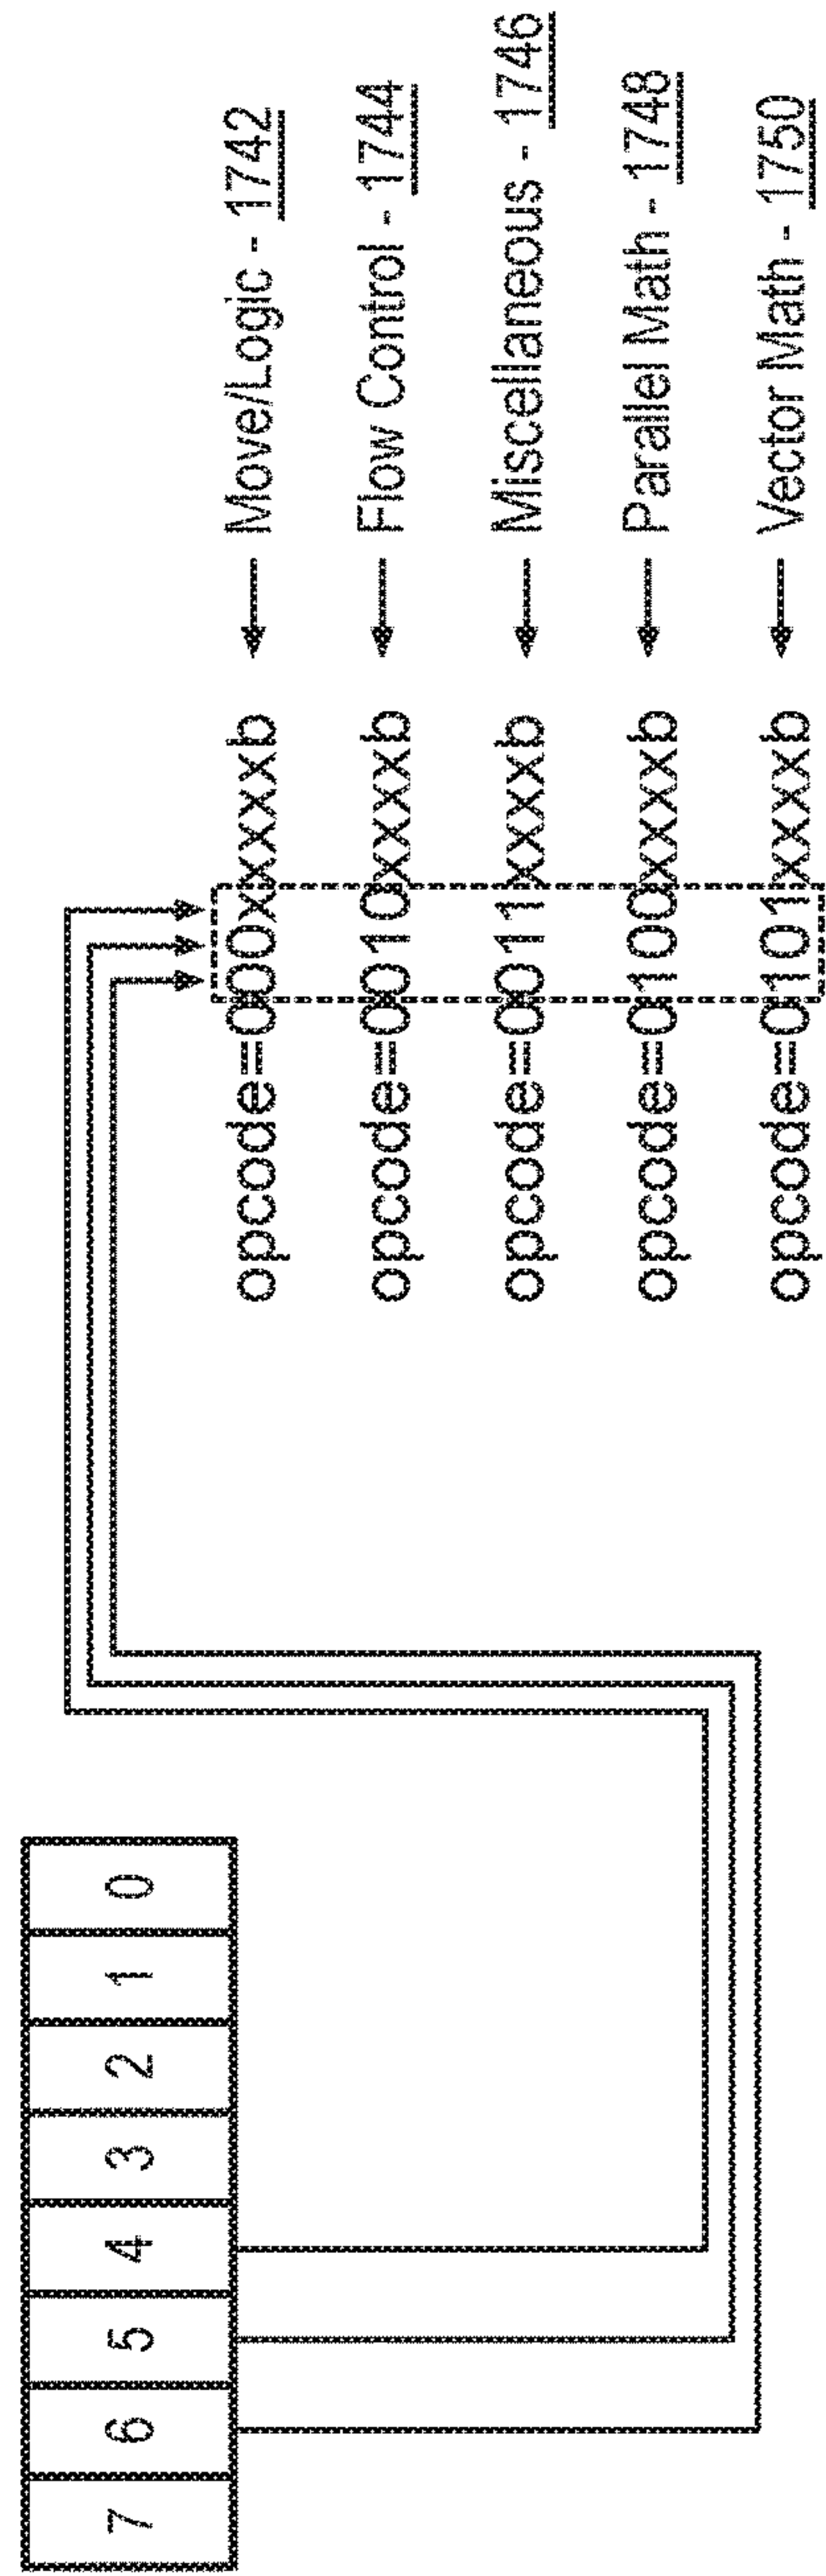 7 6 5 4 3 2 1 0
opcode=000xxxxxb ← Move/Logic - 1742
opcode=0010xxxxb ← Flow Control - 1744
opcode=0011xxxxb ← Miscellaneous - 1746
opcode=0100xxxxb ← Parallel Math - 1748
opcode=0101xxxxb ← Vector Math - 1750